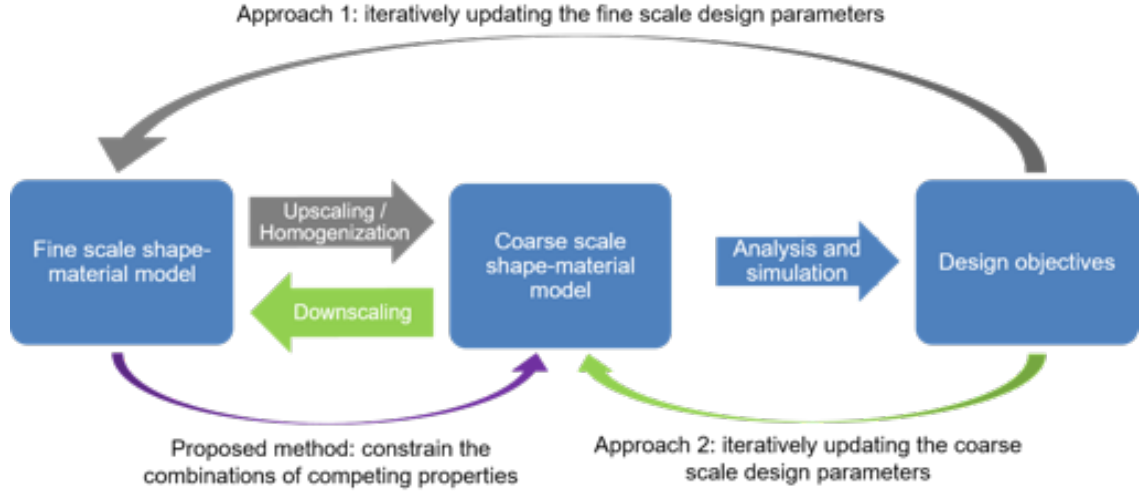 Approach 1: iteratively updating the fine scale design parameters
Fine scale shape-
material model
Upscaling /
Homogenization
Downscaling
Coarse scale
shape-material
model
Analysis and
simulation
Design objectives
Proposed method: constrain the
combinations of competing properties
Approach 2: iteratively updating the coarse
scale design parameters